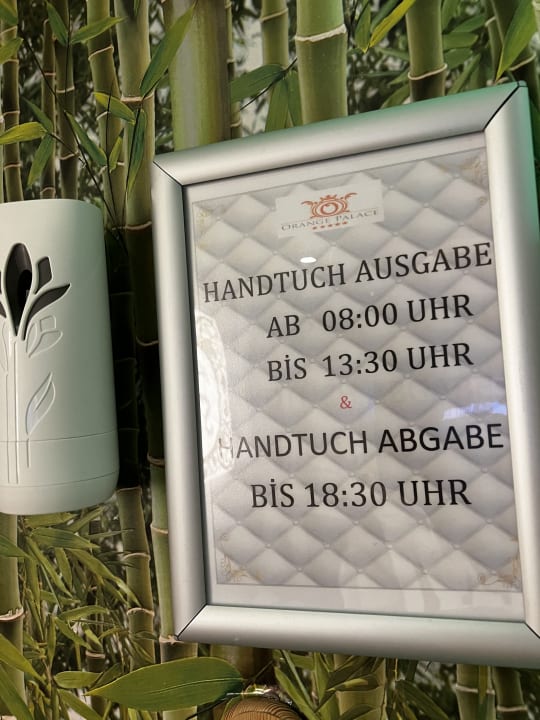 ORANGE PALACE
HANDTUCH AUSGABE
AB 08:00 UHR
BİS 13:30 UHR
&
HANDTUCH ABGABE
BİS 18:30 UHR